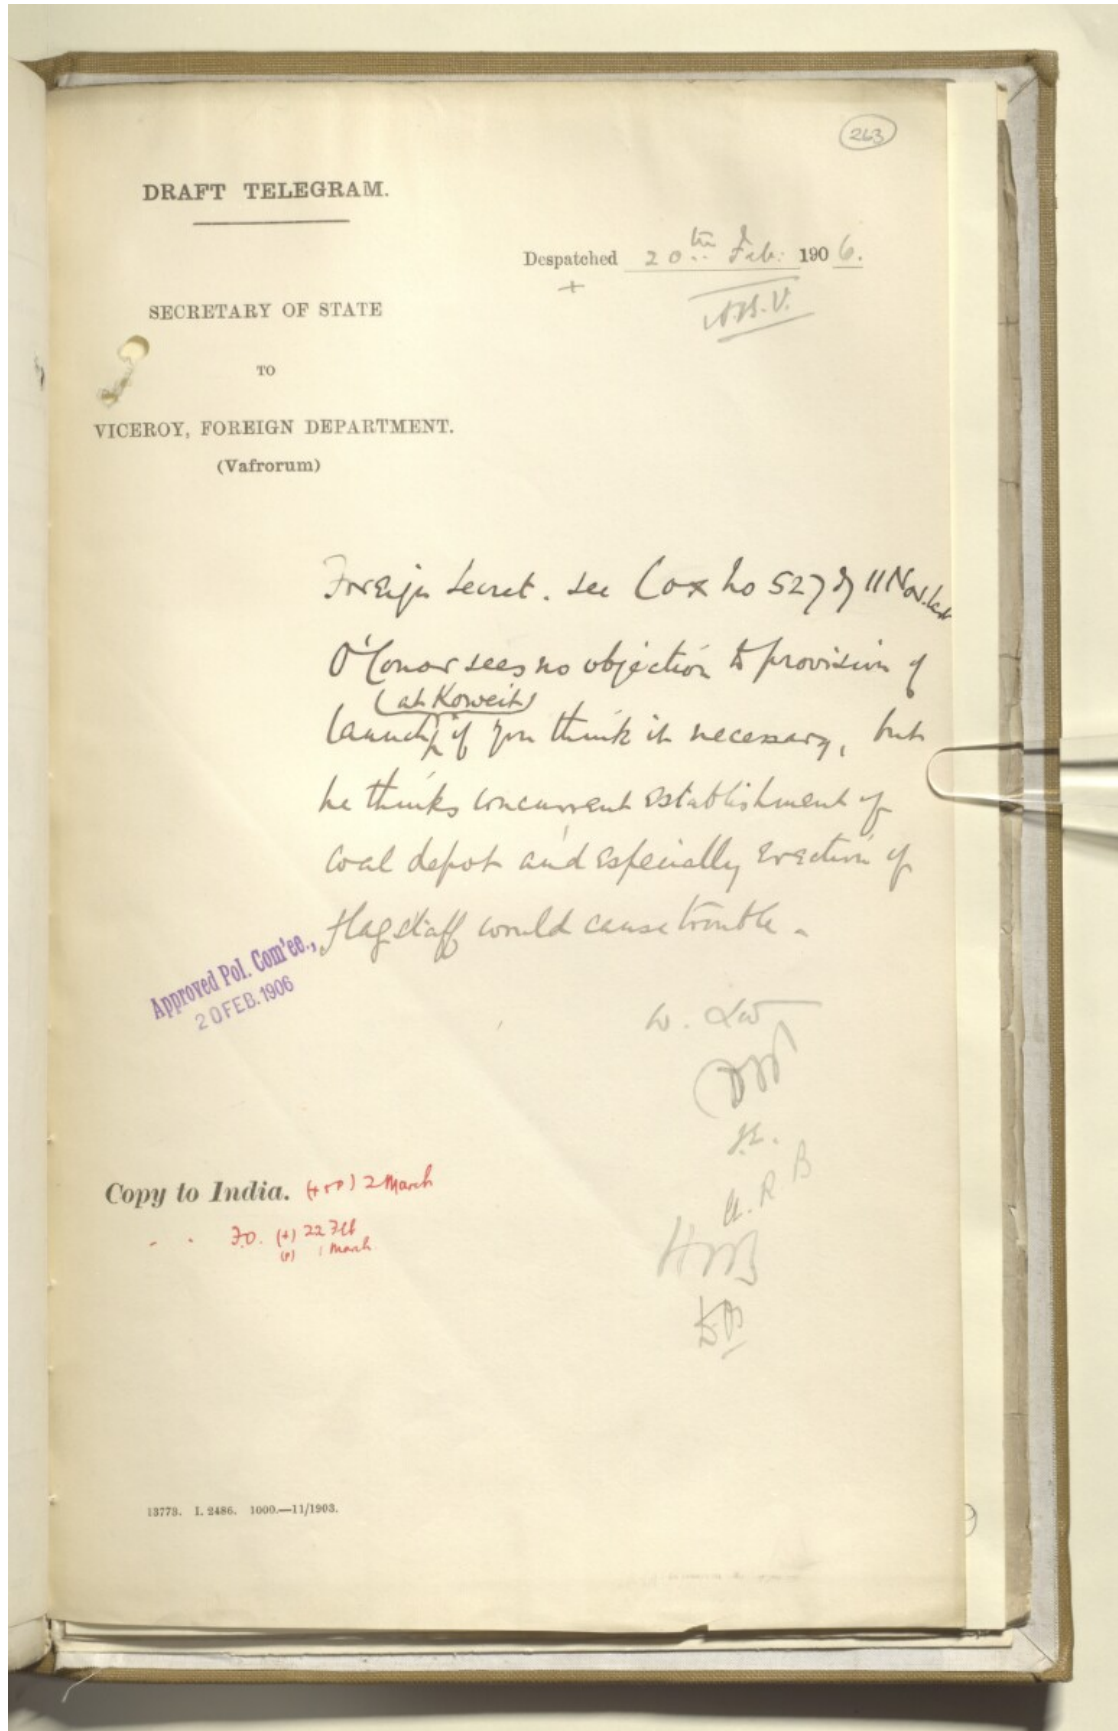 263
DRAFT TELEGRAM.
Despatched 20th Feb: 1906.
+
SECRETARY OF STATE
TO
VICEROY, FOREIGN DEPARTMENT.
(Vafrorum)
Foreign Secret. See Cox No 527 of 11 Nov. last
O'Conor sees no objection to provision of
(at Koweit)
launch, if you think it necessary, but
he thinks concurrent establishment of
coal depot and especially erection of
flagstaff would cause trouble.
Approved Pol. Com'ee.,
20 FEB. 1906
J.E.
Copy to India. 2 March
" " F.O. (+) 22 Feb
(P) 1 March
13773. I. 2486. 1000.—11/1903.